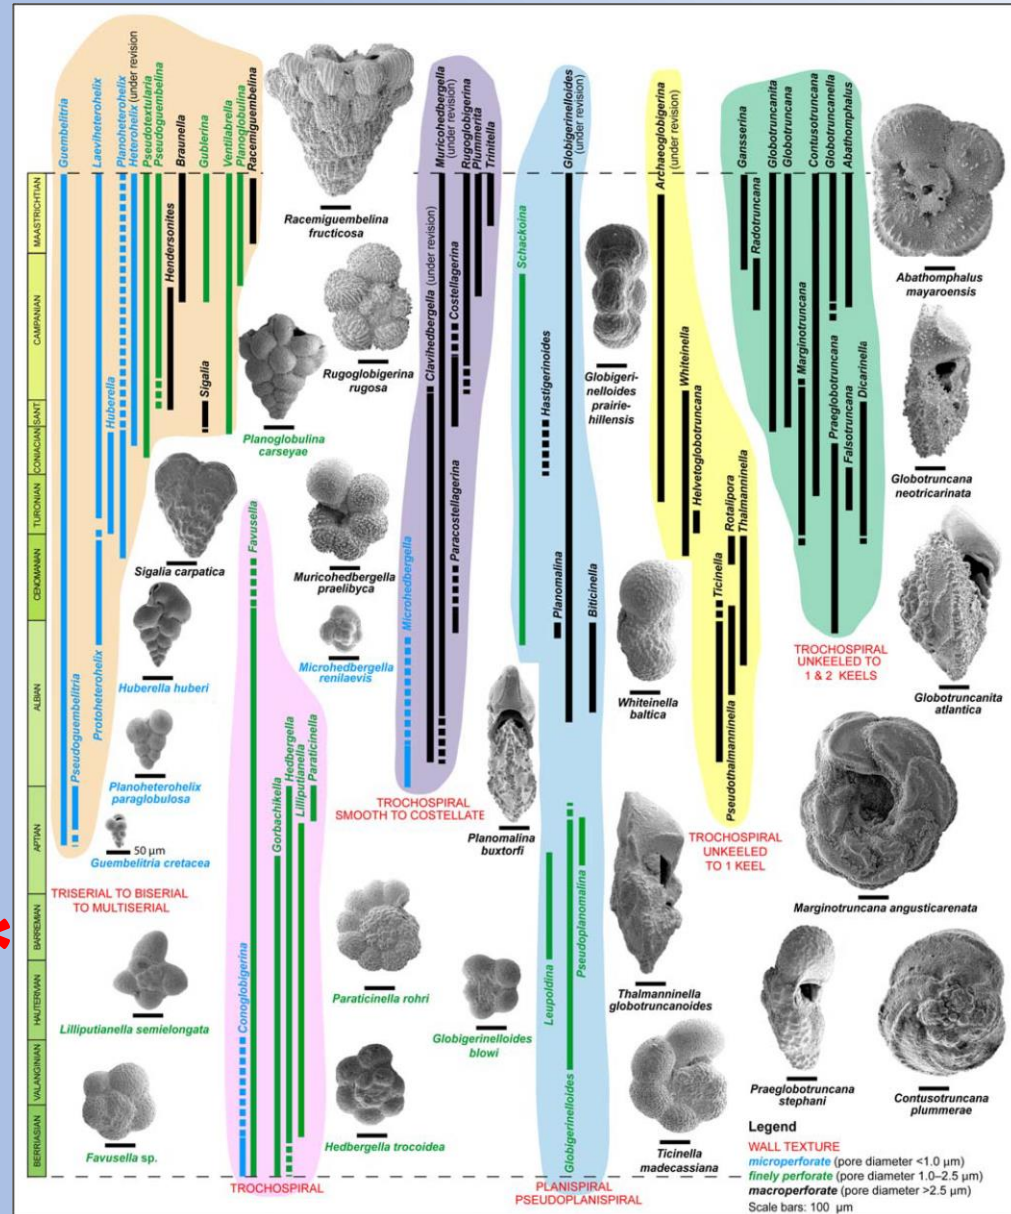 Guembelitria
Laeviheterohelix
Planoheterohelix
Heterohelix (under revision)
Pseudotextularia
Pseudoguembelina
Braunella
Gublerina
Ventilabrella
Planoglobulina
Racemiguembelina
Muricohedbergella
(under revision)
Rugoglobigerina
Plummerita
Trinitella
Globigerinelloides
(under revision)
Archaeoglobigerina
(under revision)
Gansserina
Globotruncanita
Globotruncana
Contusotruncana
Globotruncanella
Abathomphalus
MAASTRICHTIAN
CAMPANIAN
SANT.
CONIACIAN
TURONIAN
CENOMANIAN
ALBIAN
APTIAN
BARREMIAN
HAUTERIVIAN
VALANGINIAN
BERRIASIAN
Hendersonites
Sigalia
Huberella
Protoheterohelix
Pseudoguembelitria
Racemiguembelina
fructicosa
Rugoglobigerina
rugosa
Planoglobulina
carseyae
Sigalia carpatica
Huberella huberi
Planoheterohelix
paraglobulosa
50 μm
Guembelitria cretacea
TRISERIAL TO BISERIAL
TO MULTISERIAL
Lilliputianella semielongata
Favusella sp.
Favusella
Gorbachikella
Hedbergella
Lilliputianella
Paraticinella
Conoglobigerina
TROCHOSPIRAL
Muricohedbergella
praelibyca
Microhedbergella
renilaevis
Paraticinella rohri
Hedbergella trocoidea
Clavihedbergella (under revision)
Costellagerina
Paracostellagerina
Microhedbergella
TROCHOSPIRAL
SMOOTH TO COSTELLATE
Schackoina
Hastigerinoides
Planomalina
Biticinella
Leupoldina
Pseudoplanomalina
Globigerinelloides
PLANISPIRAL
PSEUDOPLANISPIRAL
Planomalina
buxtorfi
Globigerinelloides
blowi
Globigeri-
nelloides
prairie-
hillensis
Whiteinella
baltica
Thalmanninella
globotruncanoides
Ticinella
madecassiana
Whiteinella
Helvetoglobotruncana
Rotalipora
Thalmanninella
Ticinella
Pseudothalmanninella
TROCHOSPIRAL
UNKEELED
TO 1 KEEL
Radotruncana
Marginotruncana
Praeglobotruncana
Falsotruncana
Dicarinella
TROCHOSPIRAL
UNKEELED TO
1 & 2 KEELS
Abathomphalus
mayaroensis
Globotruncana
neotricarinata
Globotruncanita
atlantica
Marginotruncana angusticarenata
Praeglobotruncana
stephani
Contusotruncana
plummerae
Legend
WALL TEXTURE
microperforate (pore diameter <1.0 μm)
finely perforate (pore diameter 1.0–2.5 μm)
macroperforate (pore diameter >2.5 μm)
Scale bars: 100 μm